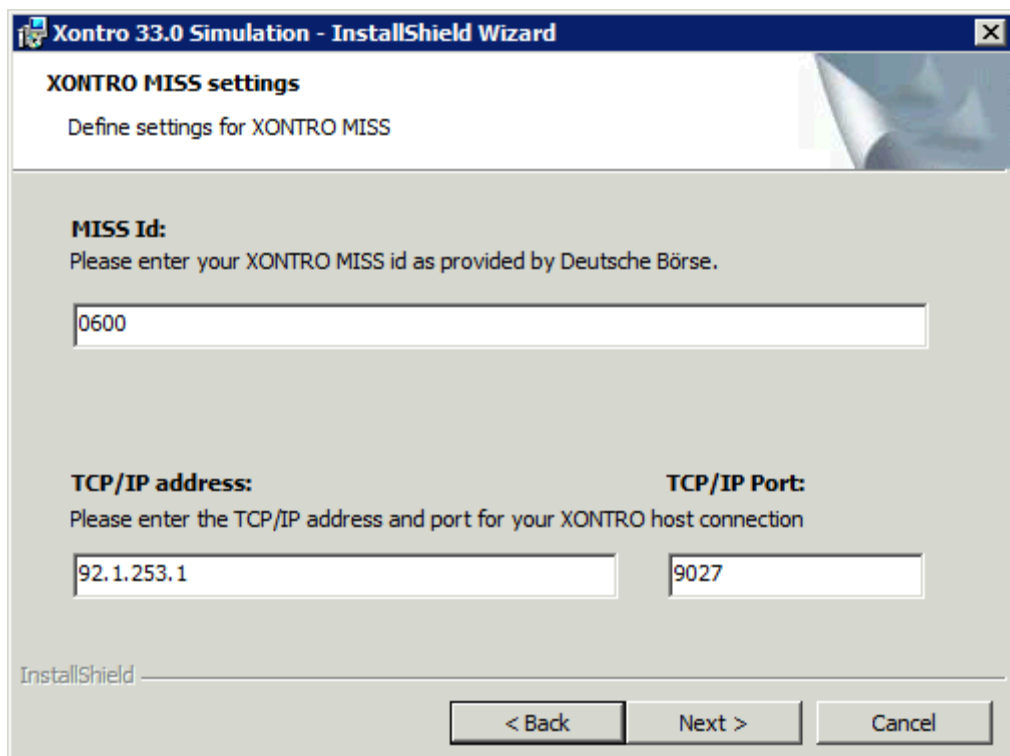 Xontro 33.0 Simulation - InstallShield Wizard
XONTRO MISS settings
Define settings for XONTRO MISS
MISS Id:
Please enter your XONTRO MISS id as provided by Deutsche Börse.
0600
TCP/IP address: TCP/IP Port:
Please enter the TCP/IP address and port for your XONTRO host connection
92.1.253.1 9027
InstallShield
< Back Next > Cancel